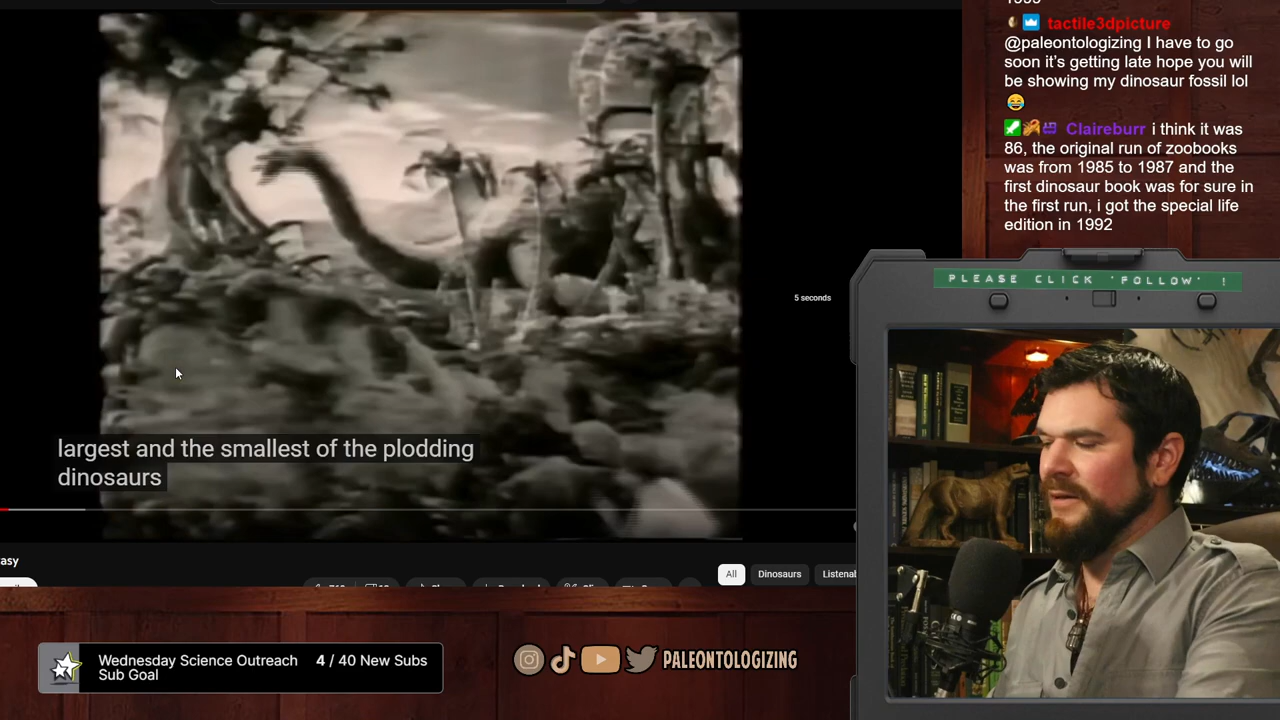 tactile3dpicture
@paleontologizing I have to go
soon it's getting late hope you will
be showing my dinosaur fossil lol
Claireburr i think it was
86, the original run of zoobooks
was from 1985 to 1987 and the
first dinosaur book was for sure in
the first run, i got the special life
edition in 1992
PLEASE CLICK 'FOLLOW' !
5 seconds
largest and the smallest of the plodding
dinosaurs
asy
All
Dinosaurs
Listenab
Wednesday Science Outreach 4 / 40 New Subs
Sub Goal
PALEONTOLOGIZING